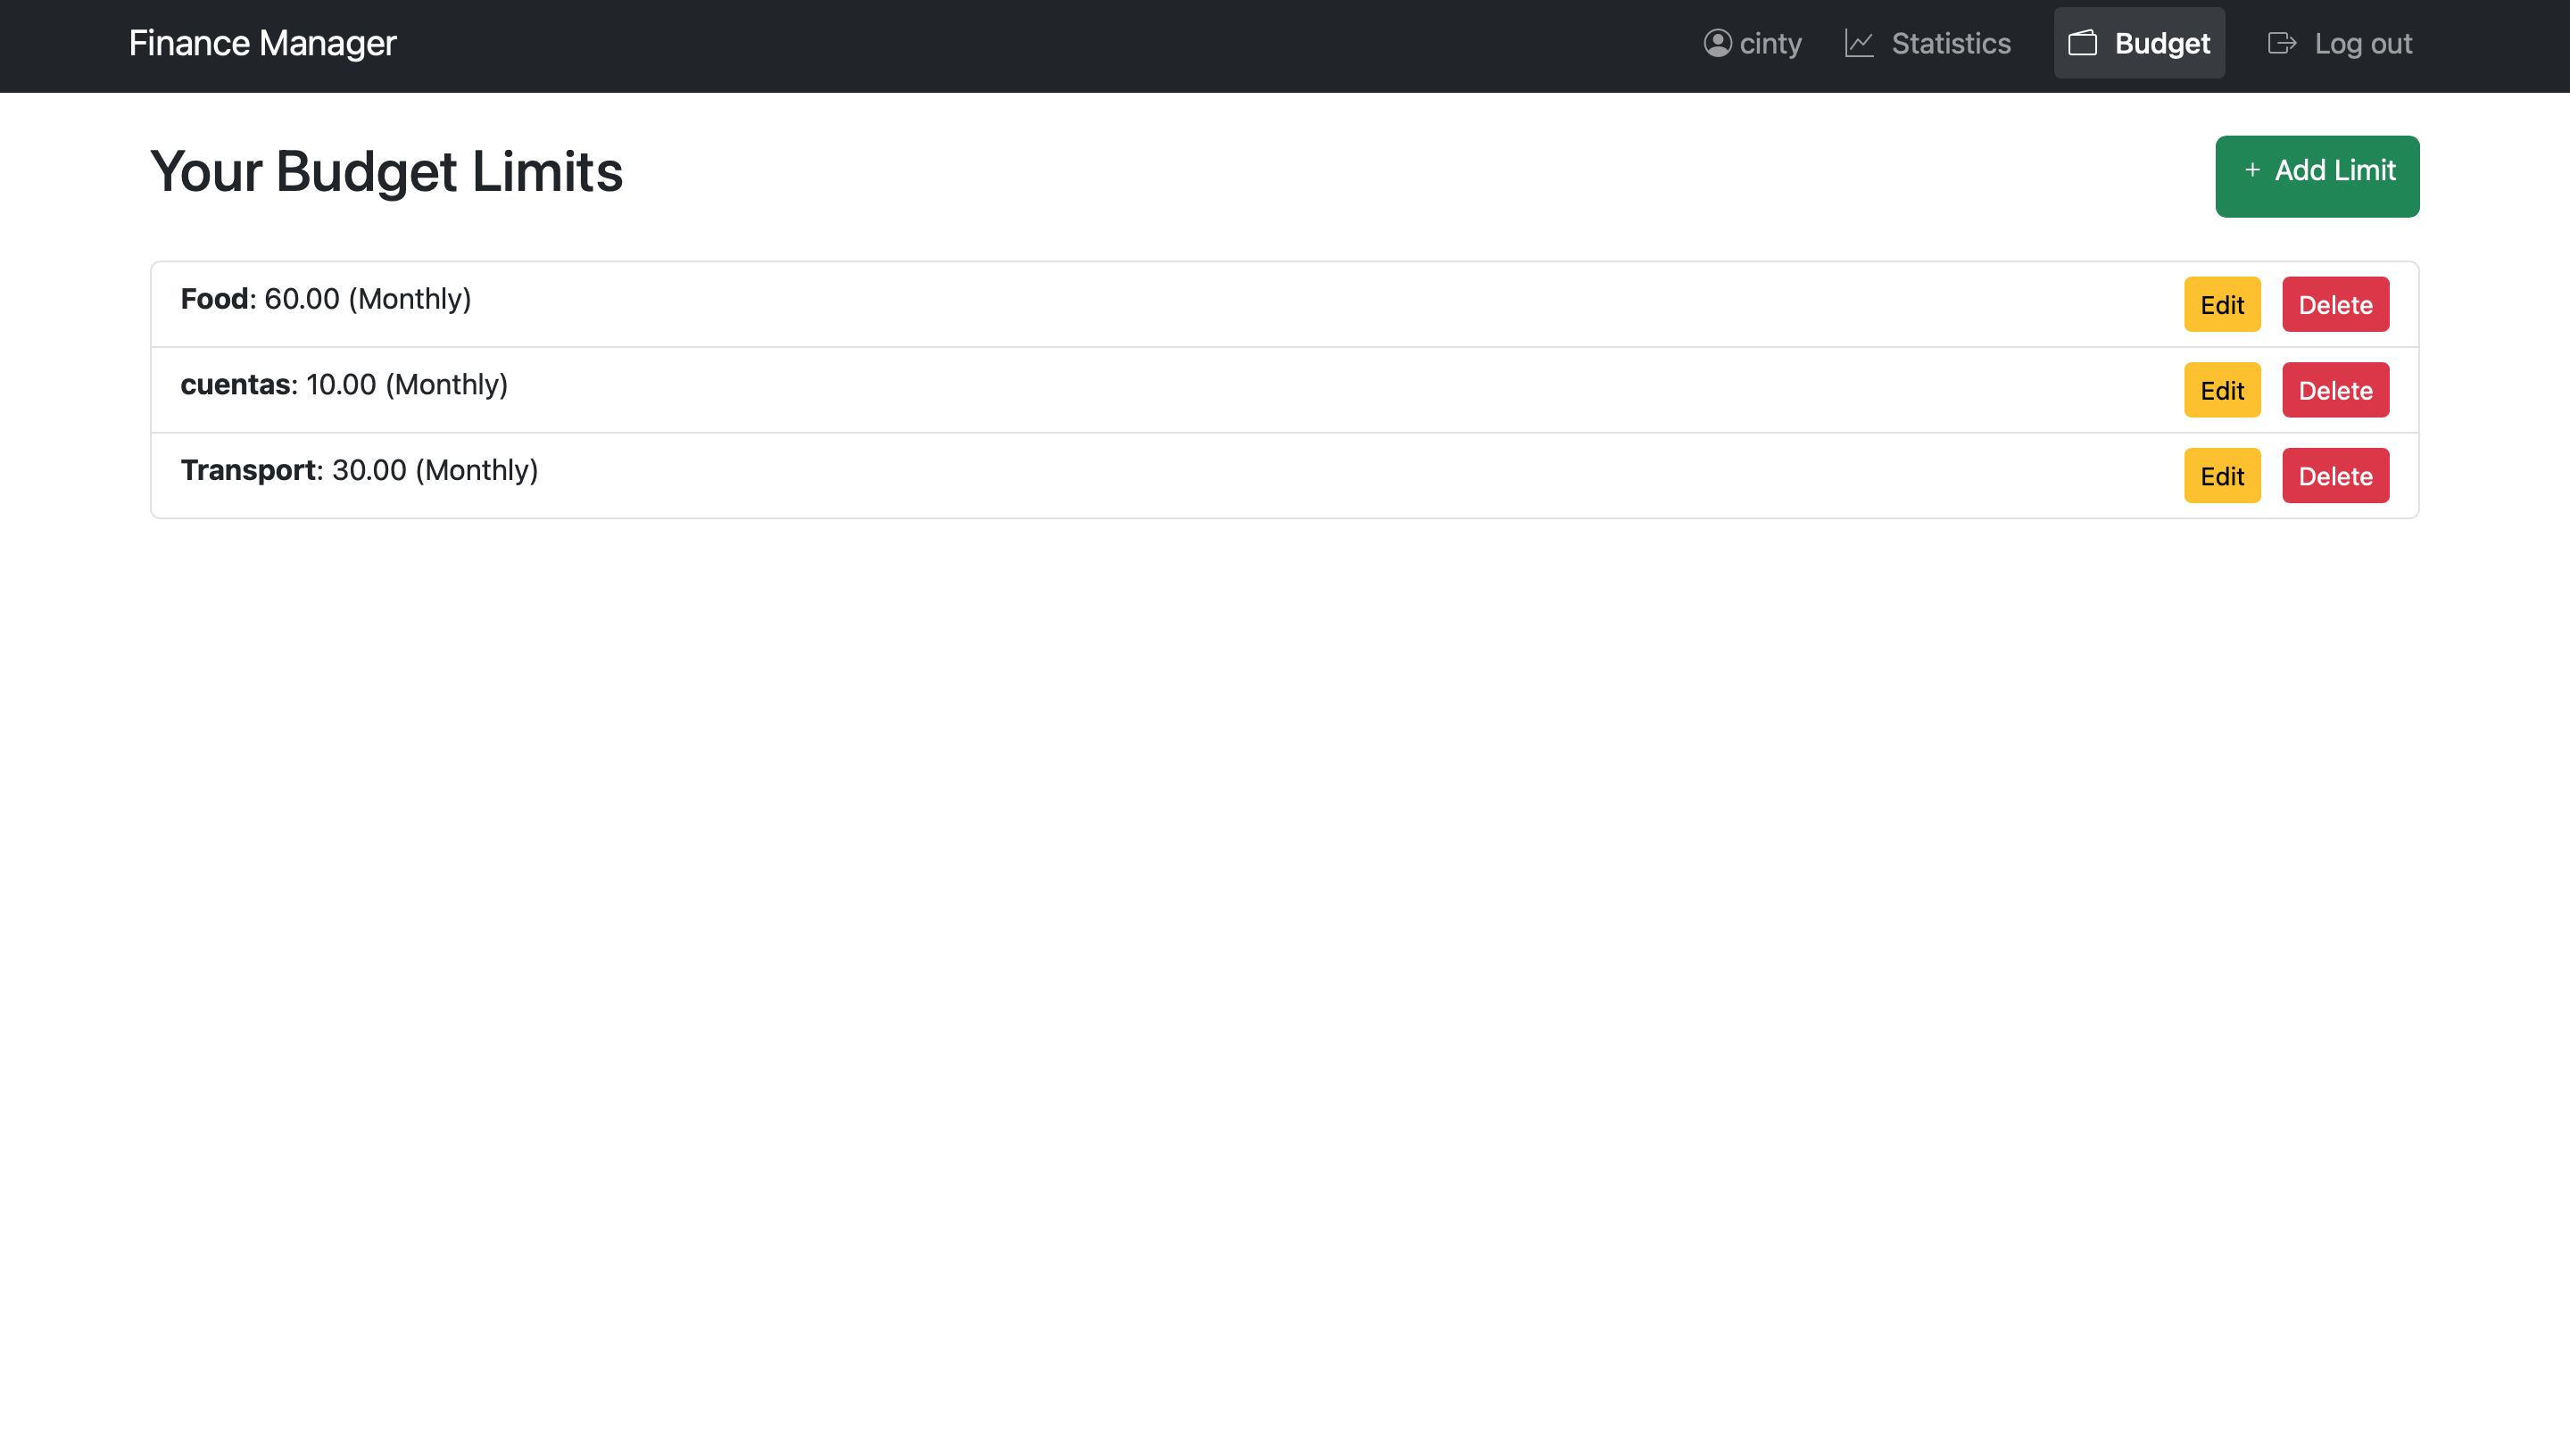 Finance Manager
cinty
Statistics
Budget
Log out
Your Budget Limits
+ Add Limit
Food: 60.00 (Monthly)
Edit
Delete
cuentas: 10.00 (Monthly)
Edit
Delete
Transport: 30.00 (Monthly)
Edit
Delete